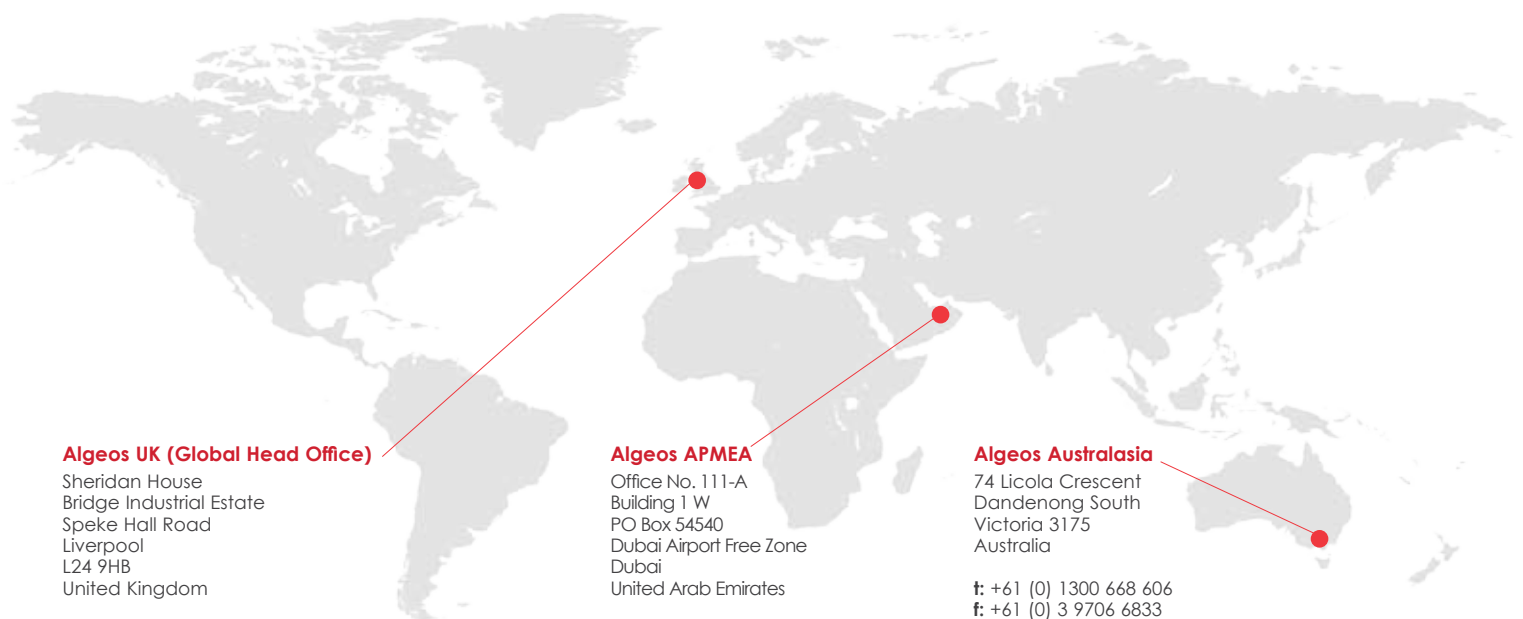 Algeos UK (Global Head Office)
Sheridan House
Bridge Industrial Estate
Speke Hall Road
Liverpool
L24 9HB
United Kingdom
Algeos APMEA
Office No. 111-A
Building 1 W
PO Box 54540
Dubai Airport Free Zone
Dubai
United Arab Emirates
Algeos Australasia
74 Licola Crescent
Dandenong South
Victoria 3175
Australia
t: +61 (0) 1300 668 606
f: +61 (0) 3 9706 6833